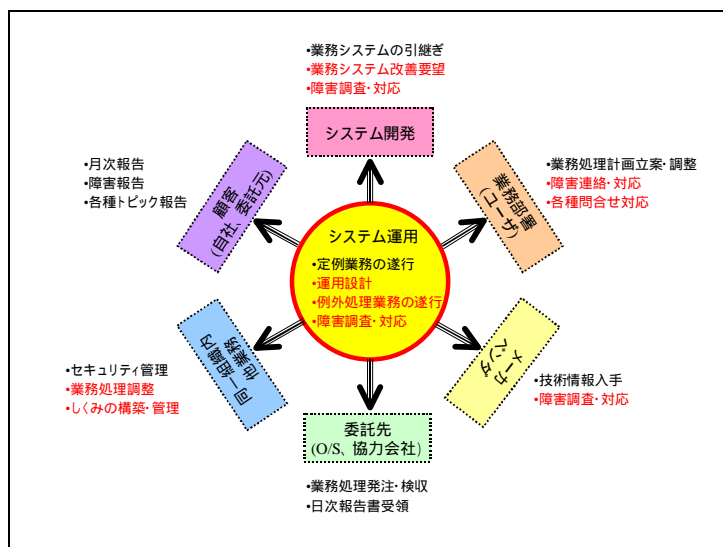 •業務システムの引継ぎ
•業務システム改善要望
•障害調査・対応
システム開発
•月次報告
•障害報告
•各種トピック報告
顧客
(自社、委託元)
業務部署
(ユーザ)
•業務処理計画立案・調整
•障害連絡・対応
•各種問合せ対応
システム運用
•定例業務の遂行
•運用設計
•例外処理業務の遂行
•障害調査・対応
•セキュリティ管理
•業務処理調整
•しくみの構築・管理
同一組織内
他業務
ベンダ
メーカ
•技術情報入手
•障害調査・対応
委託先
(O/S、協力会社)
•業務処理発注・検収
•日次報告書受領